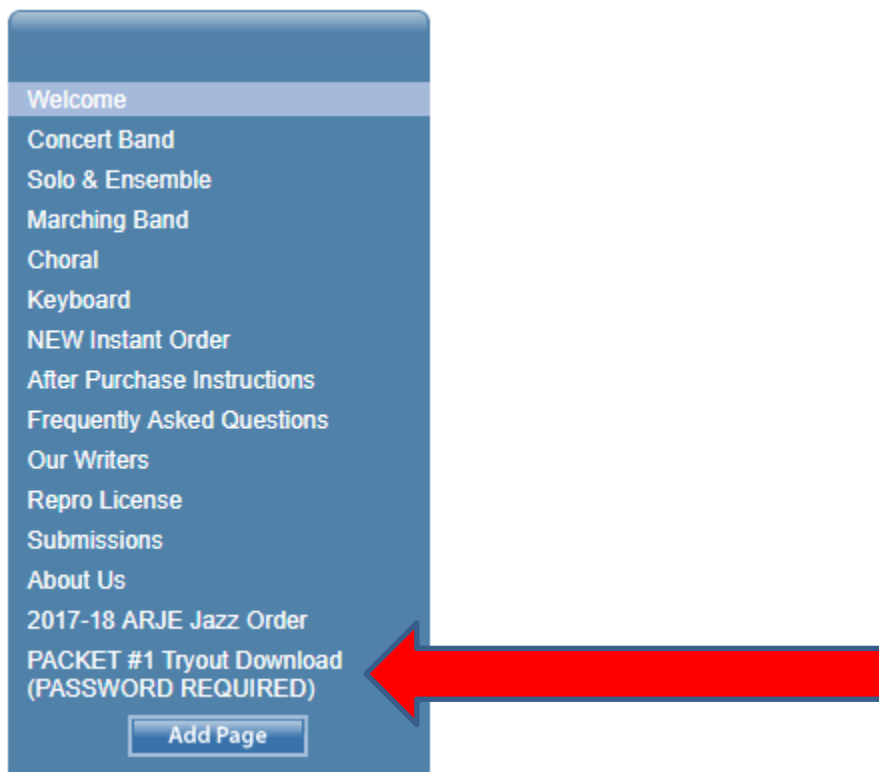 Welcome
Concert Band
Solo & Ensemble
Marching Band
Choral
Keyboard
NEW Instant Order
After Purchase Instructions
Frequently Asked Questions
Our Writers
Repro License
Submissions
About Us
2017-18 ARJE Jazz Order
PACKET #1 Tryout Download
(PASSWORD REQUIRED)
Add Page